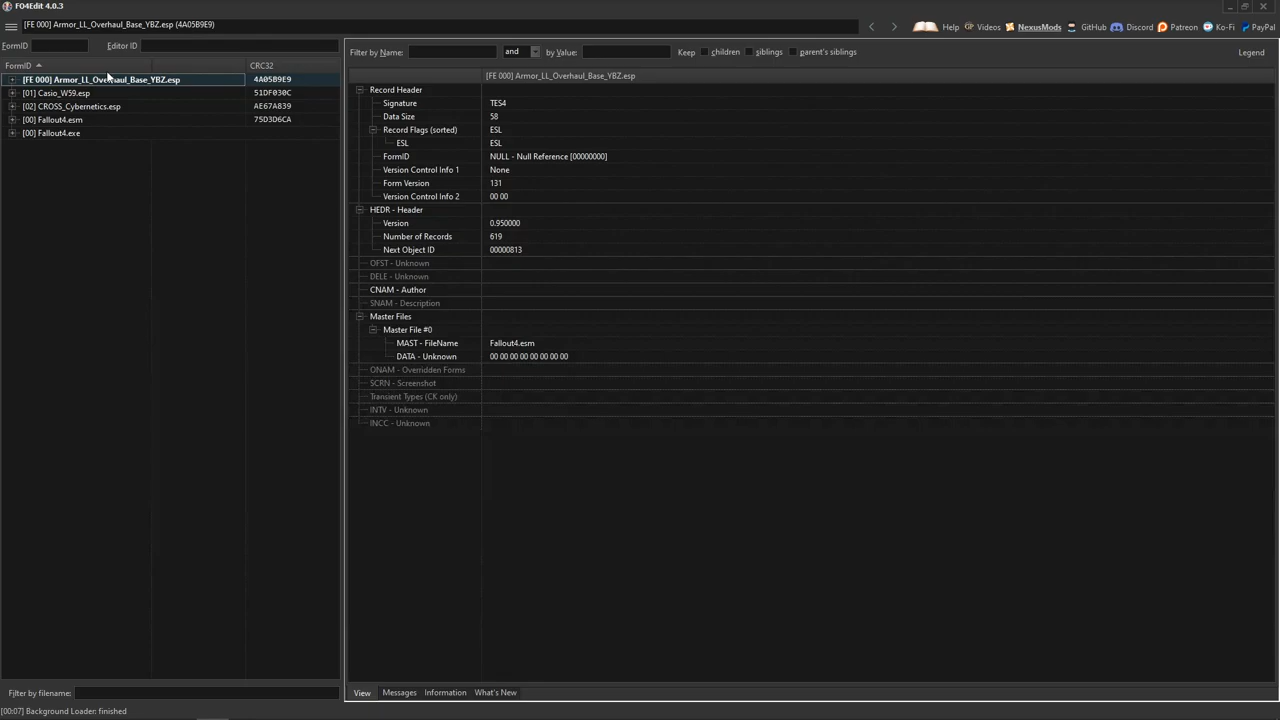 FO4Edit 4.0.3
[FE 000] Armor_LL_Overhaul_Base_YBZ.esp (4A05B9E9)
Help Videos NexusMods GitHub Discord Patreon Ko-Fi PayPal
FormID Editor ID
Filter by Name: and by Value: Keep children siblings parent's siblings Legend
FormID CRC32
[FE 000] Armor_LL_Overhaul_Base_YBZ.esp 4A05B9E9
[01] Casio_W59.esp 51DF030C
[02] CROSS_Cybernetics.esp AE67A839
[00] Fallout4.esm 75D3D6CA
[00] Fallout4.exe
[FE 000] Armor_LL_Overhaul_Base_YBZ.esp
Record Header
Signature TES4
Data Size 58
Record Flags (sorted) ESL
ESL ESL
FormID NULL - Null Reference [00000000]
Version Control Info 1 None
Form Version 131
Version Control Info 2 00 00
HEDR - Header
Version 0.950000
Number of Records 619
Next Object ID 00000813
OFST - Unknown
DELE - Unknown
CNAM - Author
SNAM - Description
Master Files
Master File #0
MAST - FileName Fallout4.esm
DATA - Unknown 00 00 00 00 00 00 00 00
ONAM - Overridden Forms
SCRN - Screenshot
Transient Types (CK only)
INTV - Unknown
INCC - Unknown
Filter by filename:
View Messages Information What's New
[00:07] Background Loader: finished